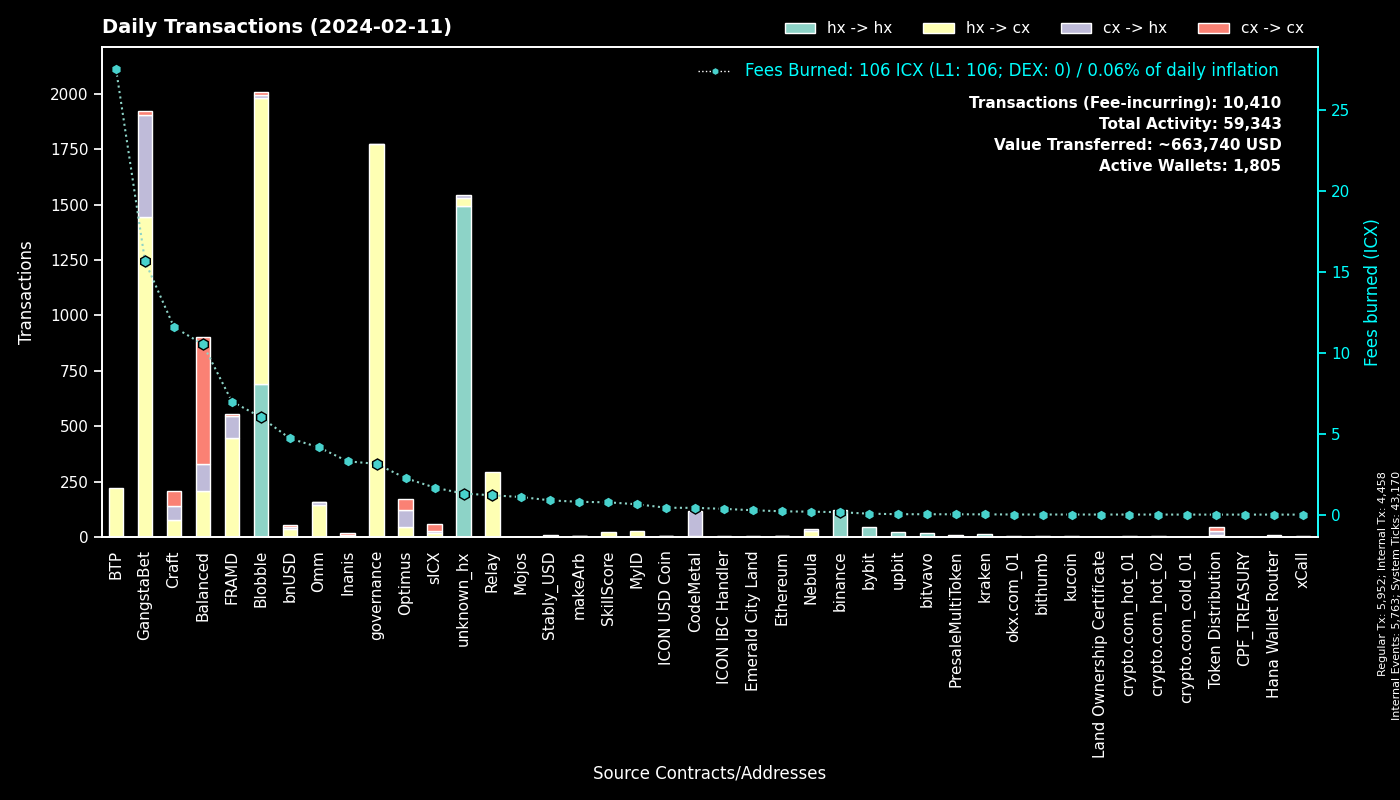 Daily Transactions (2024-02-11)
hx -> hx
hx -> cx
cx -> hx
cx -> cx
Fees Burned: 106 ICX (L1: 106; DEX: 0) / 0.06% of daily inflation
Transactions (Fee-incurring): 10,410
Total Activity: 59,343
Value Transferred: ~663,740 USD
Active Wallets: 1,805
Transactions
2000
1750
1500
1250
1000
750
500
250
0
25
20
15
10
5
0
Fees burned (ICX)
BTP
GangstaBet
Craft
Balanced
FRAMD
Blobble
bnUSD
Omm
Inanis
governance
Optimus
sICX
unknown_hx
Relay
Mojos
Stably_USD
makeArb
SkillScore
MyID
ICON USD Coin
CodeMetal
ICON IBC Handler
Emerald City Land
Ethereum
Nebula
binance
bybit
upbit
bitvavo
PresaleMultiToken
kraken
okx.com_01
bithumb
kucoin
Land Ownership Certificate
crypto.com_hot_01
crypto.com_hot_02
crypto.com_cold_01
Token Distribution
CPF_TREASURY
Hana Wallet Router
xCall
Source Contracts/Addresses
Regular Tx: 5,952; Internal Tx: 4,458
Internal Events: 5,763; System Ticks: 43,170